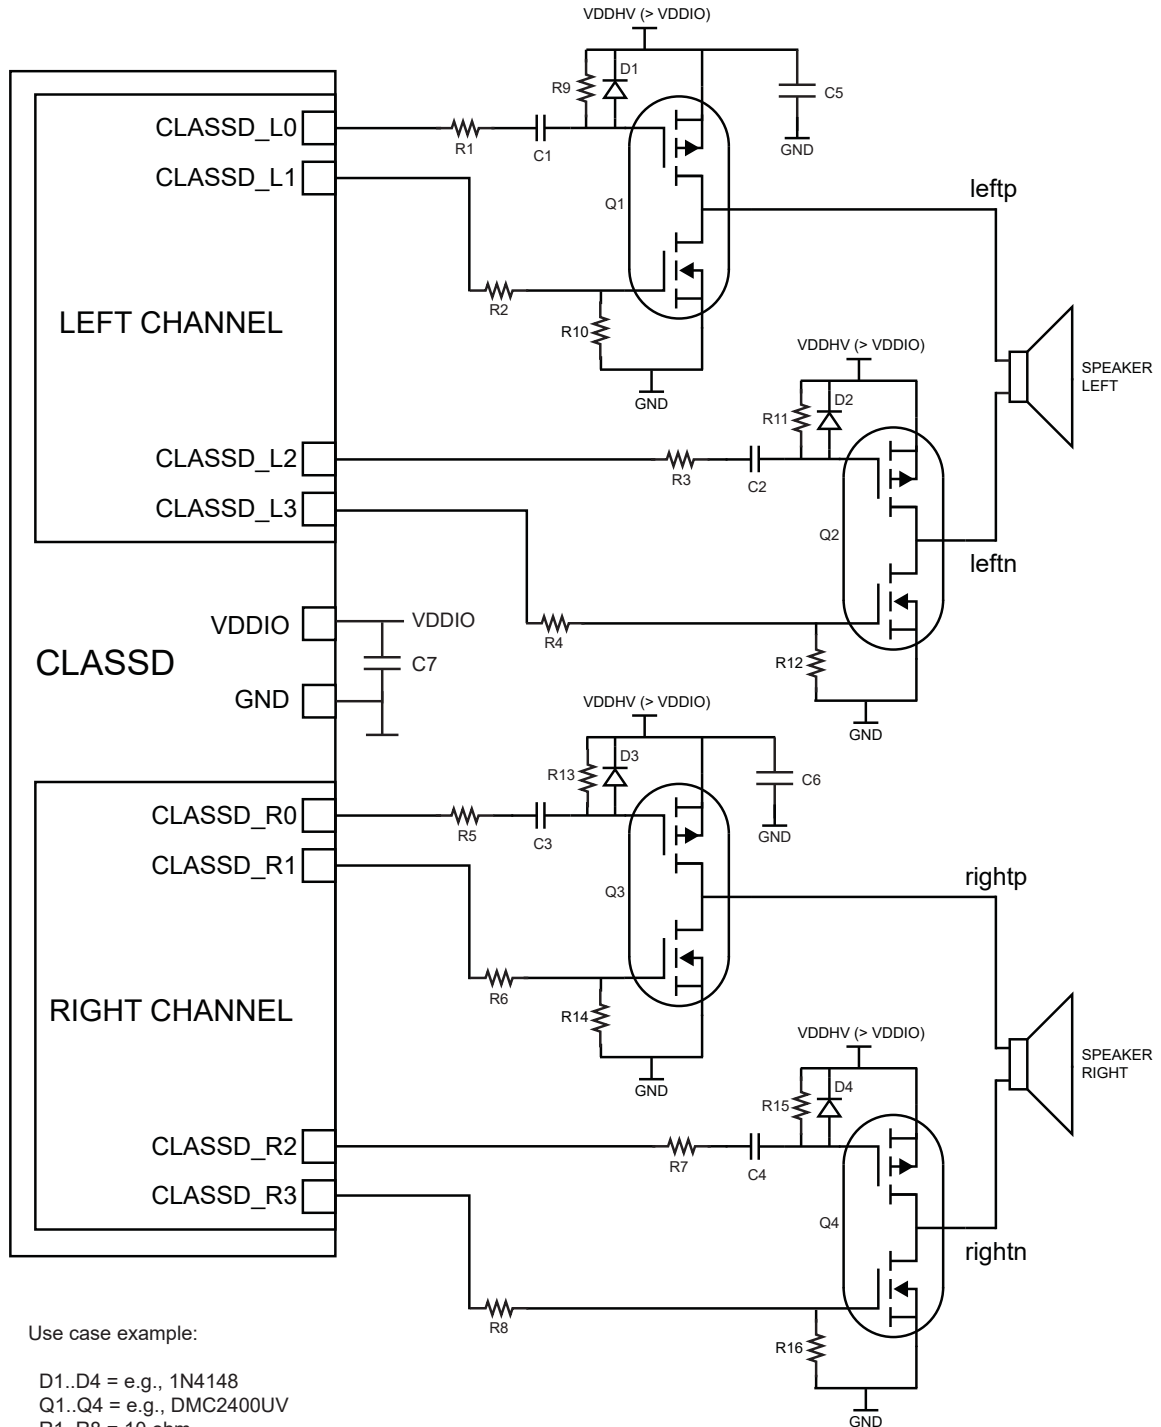 VDDHV (> VDDIO)
D1
R9
C5
CLASSD_L0
R1
C1
GND
CLASSD_L1
leftp
Q1
R2
LEFT CHANNEL
R10
VDDHV (> VDDIO)
SPEAKER
LEFT
GND
D2
R11
CLASSD_L2
R3
C2
CLASSD_L3
Q2
leftn
VDDIO
VDDIO
R4
CLASSD
C7
R12
GND
VDDHV (> VDDIO)
GND
D3
R13
C6
CLASSD_R0
R5
C3
GND
CLASSD_R1
rightp
Q3
R6
RIGHT CHANNEL
R14
VDDHV (> VDDIO)
SPEAKER
RIGHT
GND
D4
R15
CLASSD_R2
R7
C4
CLASSD_R3
Q4
rightn
R8
Use case example:
R16
D1..D4 = e.g., 1N4148
Q1..Q4 = e.g., DMC2400UV
R1..R8 = 10 ohm
GND